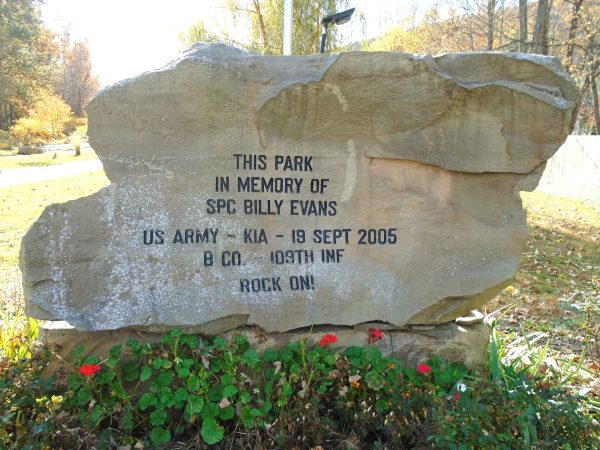 THIS PARK
IN MEMORY OF
SPC BILLY EVANS
US ARMY - KIA - 19 SEPT 2005
B CO. - 109TH INF
ROCK ON!